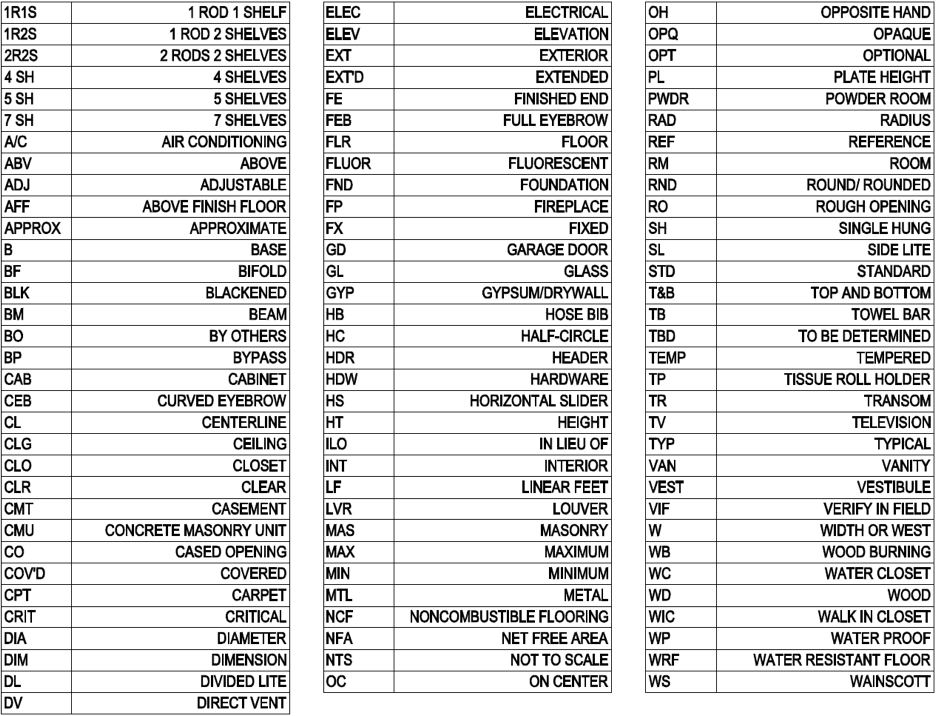 1R1S 1 ROD 1 SHELF
1R2S 1 ROD 2 SHELVES
2R2S 2 RODS 2 SHELVES
4 SH 4 SHELVES
5 SH 5 SHELVES
7 SH 7 SHELVES
A/C AIR CONDITIONING
ABV ABOVE
ADJ ADJUSTABLE
AFF ABOVE FINISH FLOOR
APPROX APPROXIMATE
B BASE
BF BIFOLD
BLK BLACKENED
BM BEAM
BO BY OTHERS
BP BYPASS
CAB CABINET
CEB CURVED EYEBROW
CL CENTERLINE
CLG CEILING
CLO CLOSET
CLR CLEAR
CMT CASEMENT
CMU CONCRETE MASONRY UNIT
CO CASED OPENING
COV'D COVERED
CPT CARPET
CRIT CRITICAL
DIA DIAMETER
DIM DIMENSION
DL DIVIDED LITE
DV DIRECT VENT
ELEC ELECTRICAL
ELEV ELEVATION
EXT EXTERIOR
EXT'D EXTENDED
FE FINISHED END
FEB FULL EYEBROW
FLR FLOOR
FLUOR FLUORESCENT
FND FOUNDATION
FP FIREPLACE
FX FIXED
GD GARAGE DOOR
GL GLASS
GYP GYPSUM/DRYWALL
HB HOSE BIB
HC HALF-CIRCLE
HDR HEADER
HDW HARDWARE
HS HORIZONTAL SLIDER
HT HEIGHT
ILO IN LIEU OF
INT INTERIOR
LF LINEAR FEET
LVR LOUVER
MAS MASONRY
MAX MAXIMUM
MIN MINIMUM
MTL METAL
NCF NONCOMBUSTIBLE FLOORING
NFA NET FREE AREA
NTS NOT TO SCALE
OC ON CENTER
OH OPPOSITE HAND
OPQ OPAQUE
OPT OPTIONAL
PL PLATE HEIGHT
PWDR POWDER ROOM
RAD RADIUS
REF REFERENCE
RM ROOM
RND ROUND/ ROUNDED
RO ROUGH OPENING
SH SINGLE HUNG
SL SIDE LITE
STD STANDARD
T&B TOP AND BOTTOM
TB TOWEL BAR
TBD TO BE DETERMINED
TEMP TEMPERED
TP TISSUE ROLL HOLDER
TR TRANSOM
TV TELEVISION
TYP TYPICAL
VAN VANITY
VEST VESTIBULE
VIF VERIFY IN FIELD
W WIDTH OR WEST
WB WOOD BURNING
WC WATER CLOSET
WD WOOD
WIC WALK IN CLOSET
WP WATER PROOF
WRF WATER RESISTANT FLOOR
WS WAINSCOTT